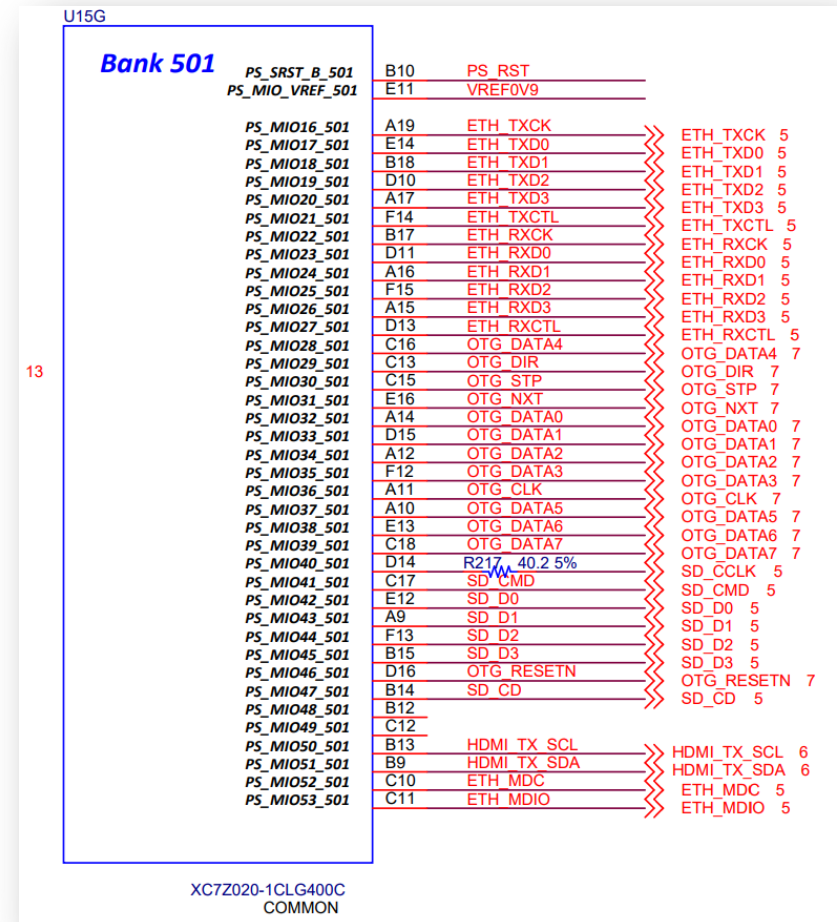 U15G
Bank 501
PS_SRST_B_501 B10 PS_RST
PS_MIO_VREF_501 E11 VREF0V9
PS_MIO16_501 A19 ETH_TXCK ETH_TXCK 5
PS_MIO17_501 E14 ETH_TXD0 ETH_TXD0 5
PS_MIO18_501 B18 ETH_TXD1 ETH_TXD1 5
PS_MIO19_501 D10 ETH_TXD2 ETH_TXD2 5
PS_MIO20_501 A17 ETH_TXD3 ETH_TXD3 5
PS_MIO21_501 F14 ETH_TXCTL ETH_TXCTL 5
PS_MIO22_501 B17 ETH_RXCK ETH_RXCK 5
PS_MIO23_501 D11 ETH_RXD0 ETH_RXD0 5
PS_MIO24_501 A16 ETH_RXD1 ETH_RXD1 5
PS_MIO25_501 F15 ETH_RXD2 ETH_RXD2 5
PS_MIO26_501 A15 ETH_RXD3 ETH_RXD3 5
PS_MIO27_501 D13 ETH_RXCTL ETH_RXCTL 5
PS_MIO28_501 C16 OTG_DATA4 OTG_DATA4 7
13 PS_MIO29_501 C13 OTG_DIR OTG_DIR 7
PS_MIO30_501 C15 OTG_STP OTG_STP 7
PS_MIO31_501 E16 OTG_NXT OTG_NXT 7
PS_MIO32_501 A14 OTG_DATA0 OTG_DATA0 7
PS_MIO33_501 D15 OTG_DATA1 OTG_DATA1 7
PS_MIO34_501 A12 OTG_DATA2 OTG_DATA2 7
PS_MIO35_501 F12 OTG_DATA3 OTG_DATA3 7
PS_MIO36_501 A11 OTG_CLK OTG_CLK 7
PS_MIO37_501 A10 OTG_DATA5 OTG_DATA5 7
PS_MIO38_501 E13 OTG_DATA6 OTG_DATA6 7
PS_MIO39_501 C18 OTG_DATA7 OTG_DATA7 7
PS_MIO40_501 D14 R217 40.2 5% SD_CCLK 5
PS_MIO41_501 C17 SD_CMD SD_CMD 5
PS_MIO42_501 E12 SD_D0 SD_D0 5
PS_MIO43_501 A9 SD_D1 SD_D1 5
PS_MIO44_501 F13 SD_D2 SD_D2 5
PS_MIO45_501 B15 SD_D3 SD_D3 5
PS_MIO46_501 D16 OTG_RESETN OTG_RESETN 7
PS_MIO47_501 B14 SD_CD SD_CD 5
PS_MIO48_501 B12
PS_MIO49_501 C12
PS_MIO50_501 B13 HDMI_TX_SCL HDMI_TX_SCL 6
PS_MIO51_501 B9 HDMI_TX_SDA HDMI_TX_SDA 6
PS_MIO52_501 C10 ETH_MDC ETH_MDC 5
PS_MIO53_501 C11 ETH_MDIO ETH_MDIO 5
XC7Z020-1CLG400C
COMMON